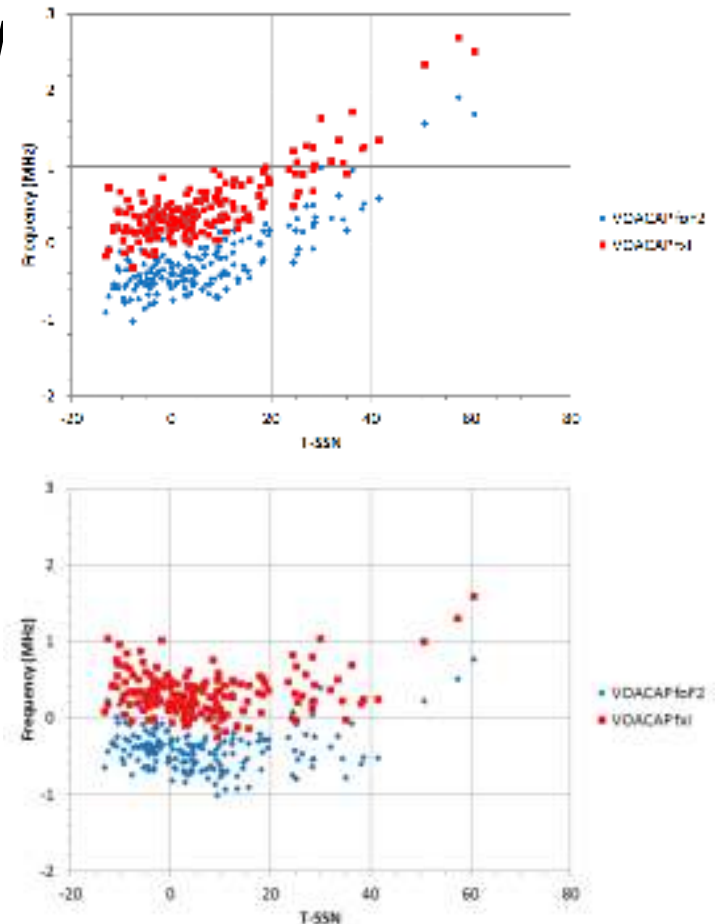 3
2
1
0
-1
-2
-20 0 20 40 60 80
T-SSN
Frequency (MHz)
VOACAPfoF2
VOACAPfxI
3
2
1
0
-1
-2
-20 0 20 40 60 80
T-SSN
Frequency (MHz)
VOACAPfoF2
VOACAPfxI